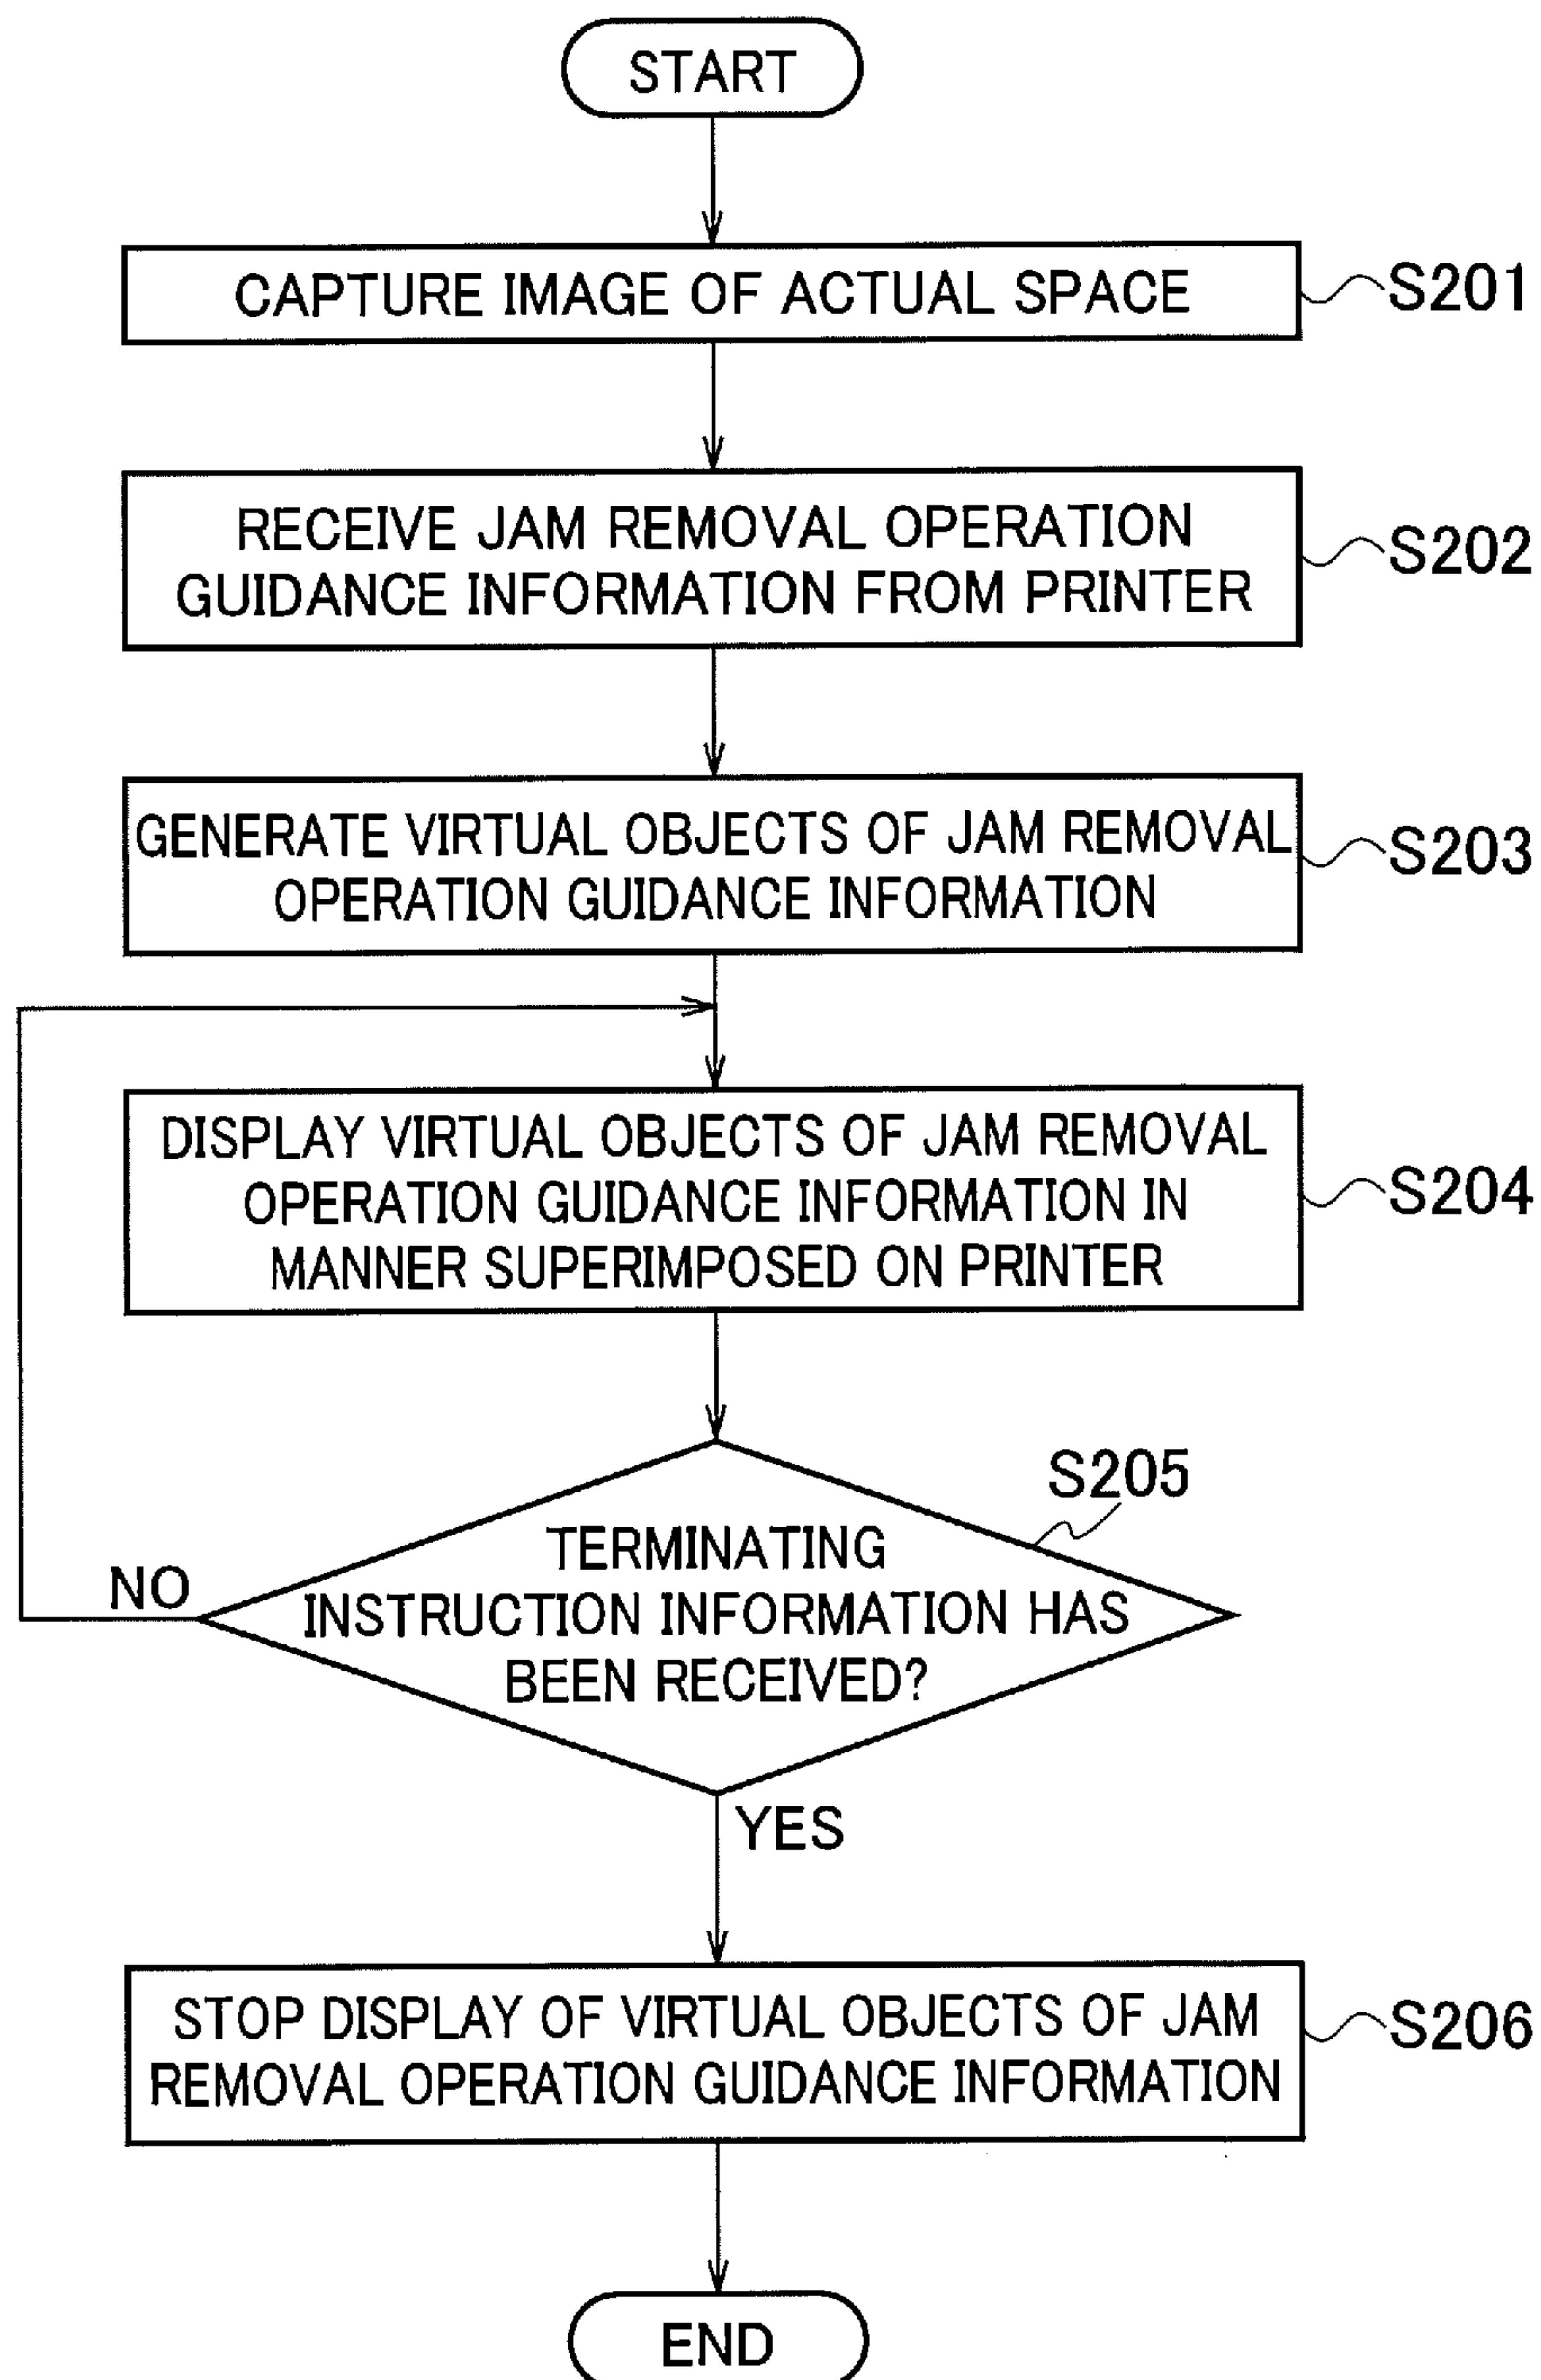 START
CAPTURE IMAGE OF ACTUAL SPACE
S201
RECEIVE JAM REMOVAL OPERATION
GUIDANCE INFORMATION FROM PRINTER
S202
GENERATE VIRTUAL OBJECTS OF JAM REMOVAL
OPERATION GUIDANCE INFORMATION
S203
DISPLAY VIRTUAL OBJECTS OF JAM REMOVAL
OPERATION GUIDANCE INFORMATION IN
MANNER SUPERIMPOSED ON PRINTER
S204
S205
TERMINATING
INSTRUCTION INFORMATION HAS
BEEN RECEIVED?
NO
YES
STOP DISPLAY OF VIRTUAL OBJECTS OF JAM
REMOVAL OPERATION GUIDANCE INFORMATION
S206
END